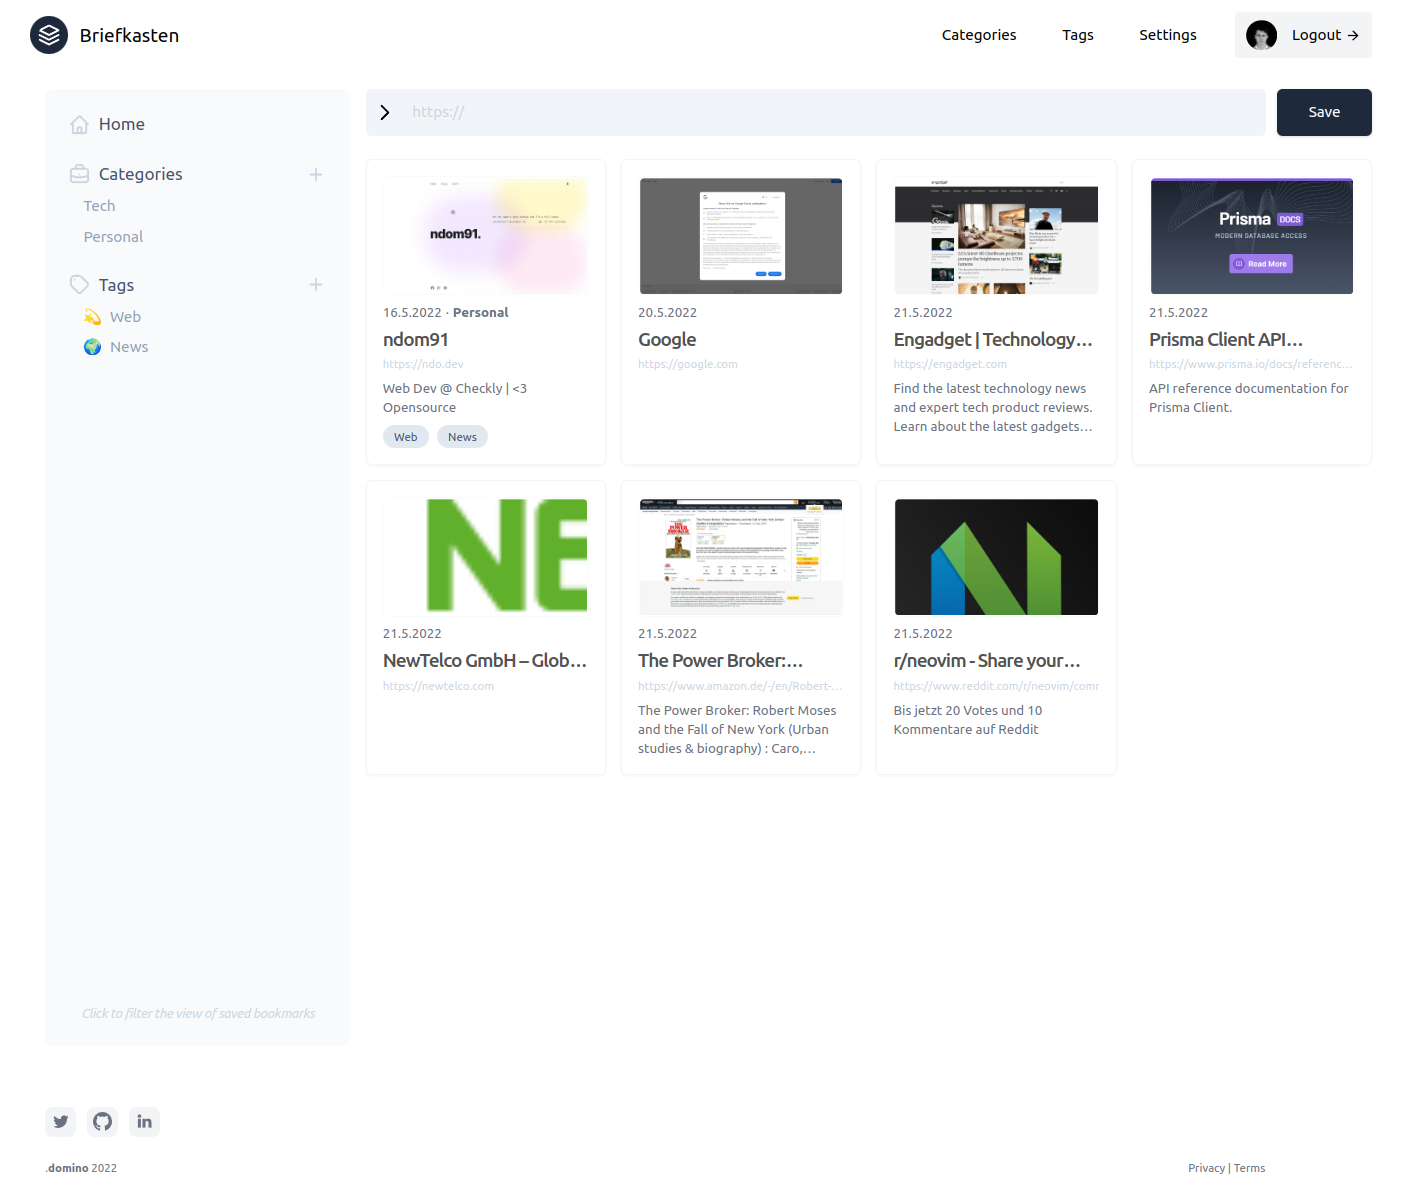 Briefkasten
Categories
Tags
Settings
Logout →
Home
Categories
Tech
Personal
Tags
Web
News
Click to filter the view of saved bookmarks
https://
Save
ndom91.
16.5.2022 · Personal
ndom91
https://ndo.dev
Web Dev @ Checkly | <3
Opensource
Web
News
20.5.2022
Google
https://google.com
engadget
21.5.2022
Engadget | Technology…
https://engadget.com
Find the latest technology news
and expert tech product reviews.
Learn about the latest gadgets…
Prisma DOCS
MODERN DATABASE ACCESS
Read More
21.5.2022
Prisma Client API…
https://www.prisma.io/docs/referenc…
API reference documentation for
Prisma Client.
NE
21.5.2022
NewTelco GmbH – Glob…
https://newtelco.com
21.5.2022
The Power Broker:…
https://www.amazon.de/-/en/Robert-…
The Power Broker: Robert Moses
and the Fall of New York (Urban
studies & biography) : Caro,…
21.5.2022
r/neovim - Share your…
https://www.reddit.com/r/neovim/comr
Bis jetzt 20 Votes und 10
Kommentare auf Reddit
.domino 2022
Privacy | Terms